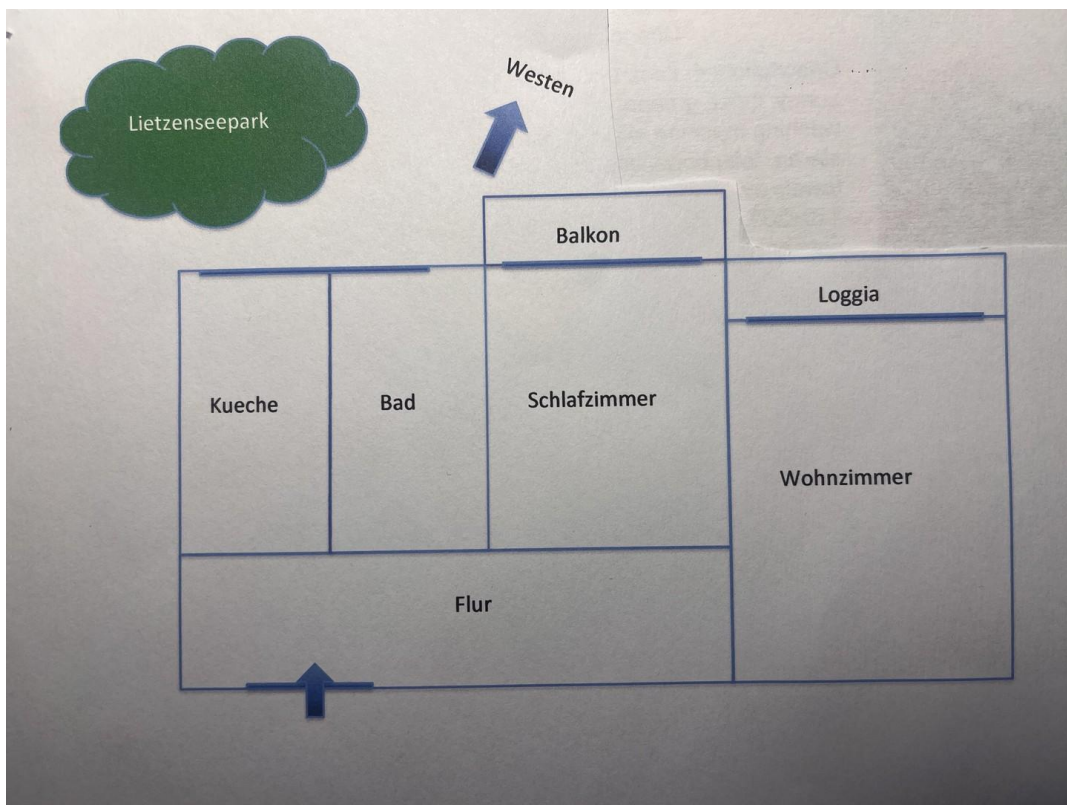 Westen
Lietzenseepark
Balkon
Loggia
Kueche
Bad
Schlafzimmer
Wohnzimmer
Flur